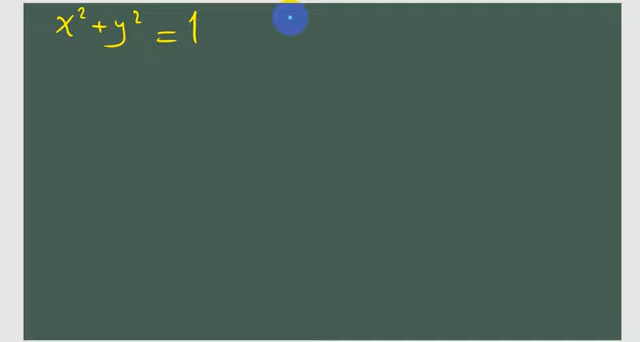 x² + y² = 1